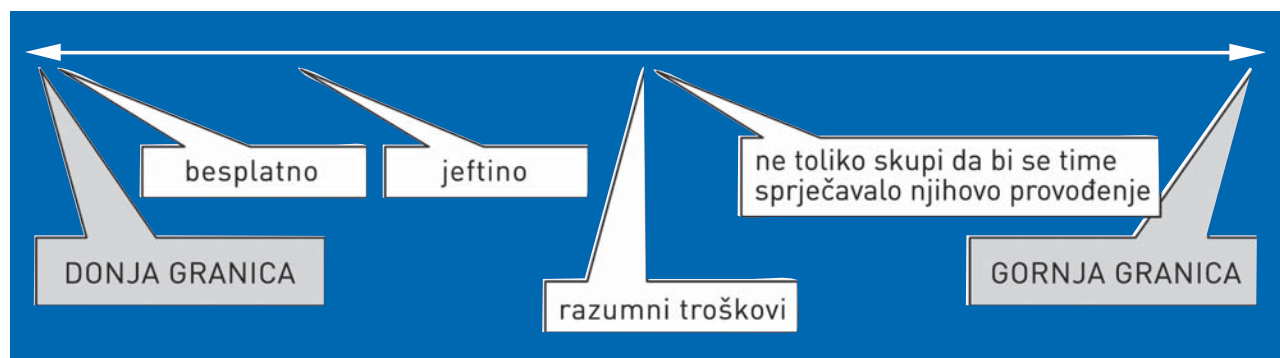 besplatno
jeftino
ne toliko skupi da bi se time
sprječavalo njihovo provođenje
DONJA GRANICA
GORNJA GRANICA
razumni troškovi